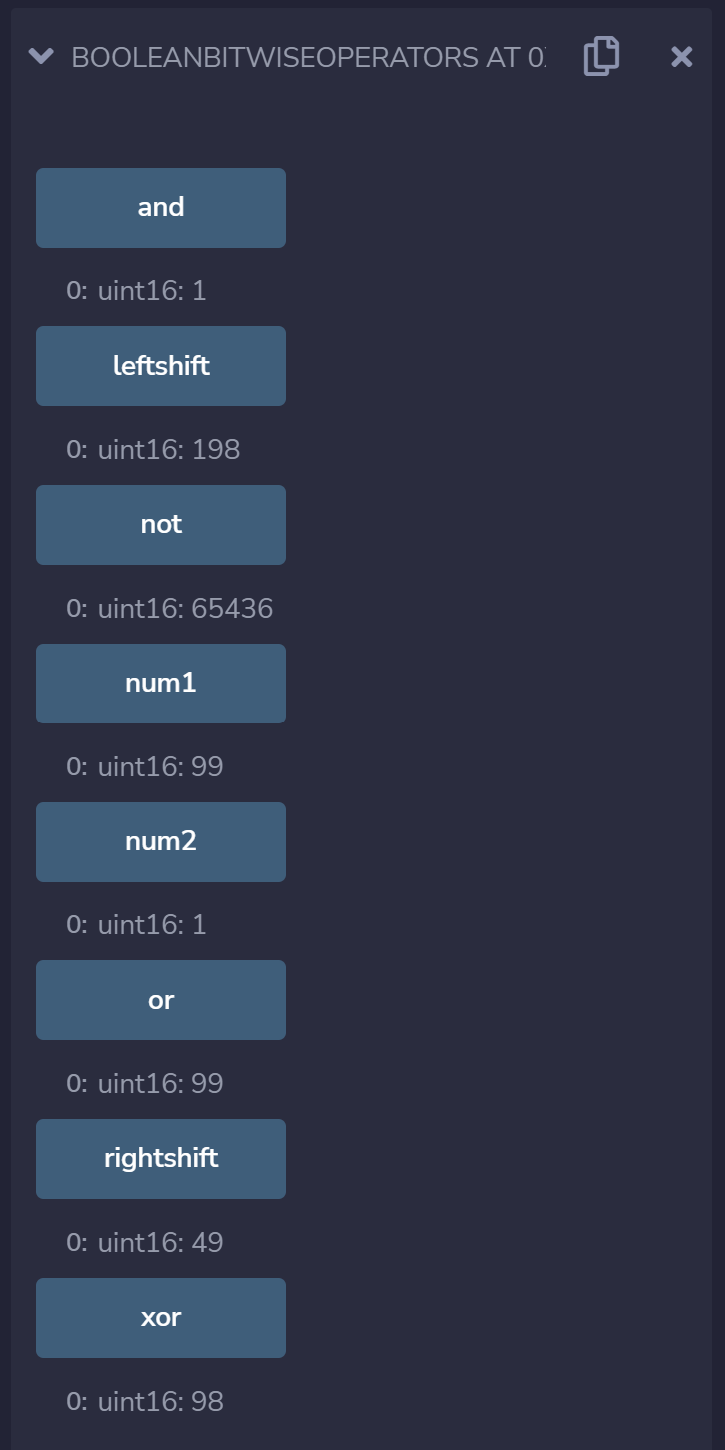 BOOLEANBITWISEOPERATORS AT 0
and
0: uint16: 1
leftshift
0: uint16: 198
not
0: uint16: 65436
num1
0: uint16: 99
num2
0: uint16: 1
or
0: uint16: 99
rightshift
0: uint16: 49
xor
0: uint16: 98